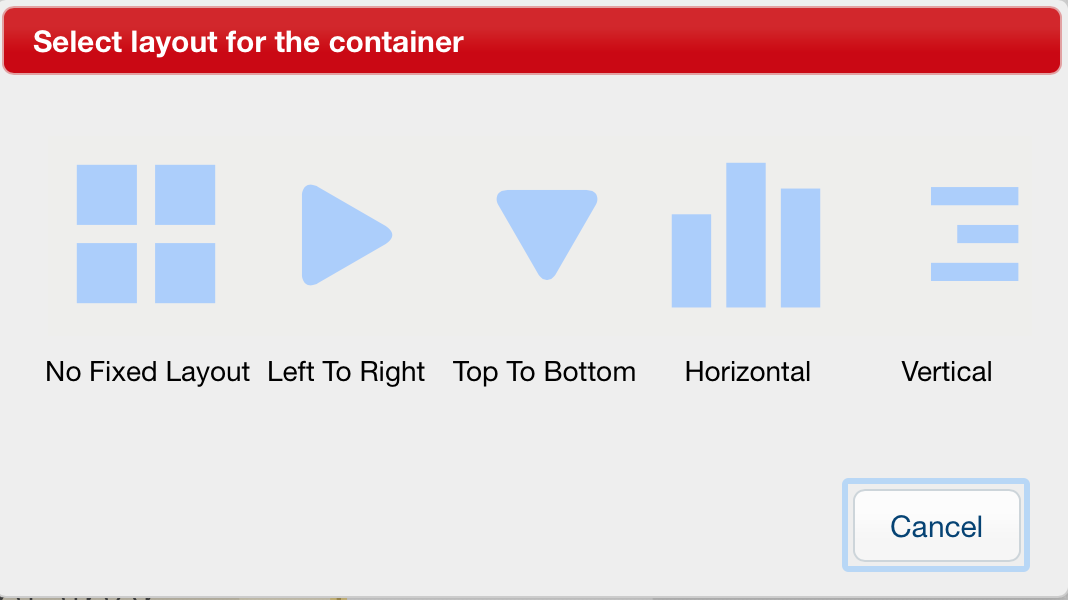 Select layout for the container
No Fixed Layout Left To Right Top To Bottom Horizontal Vertical
Cancel